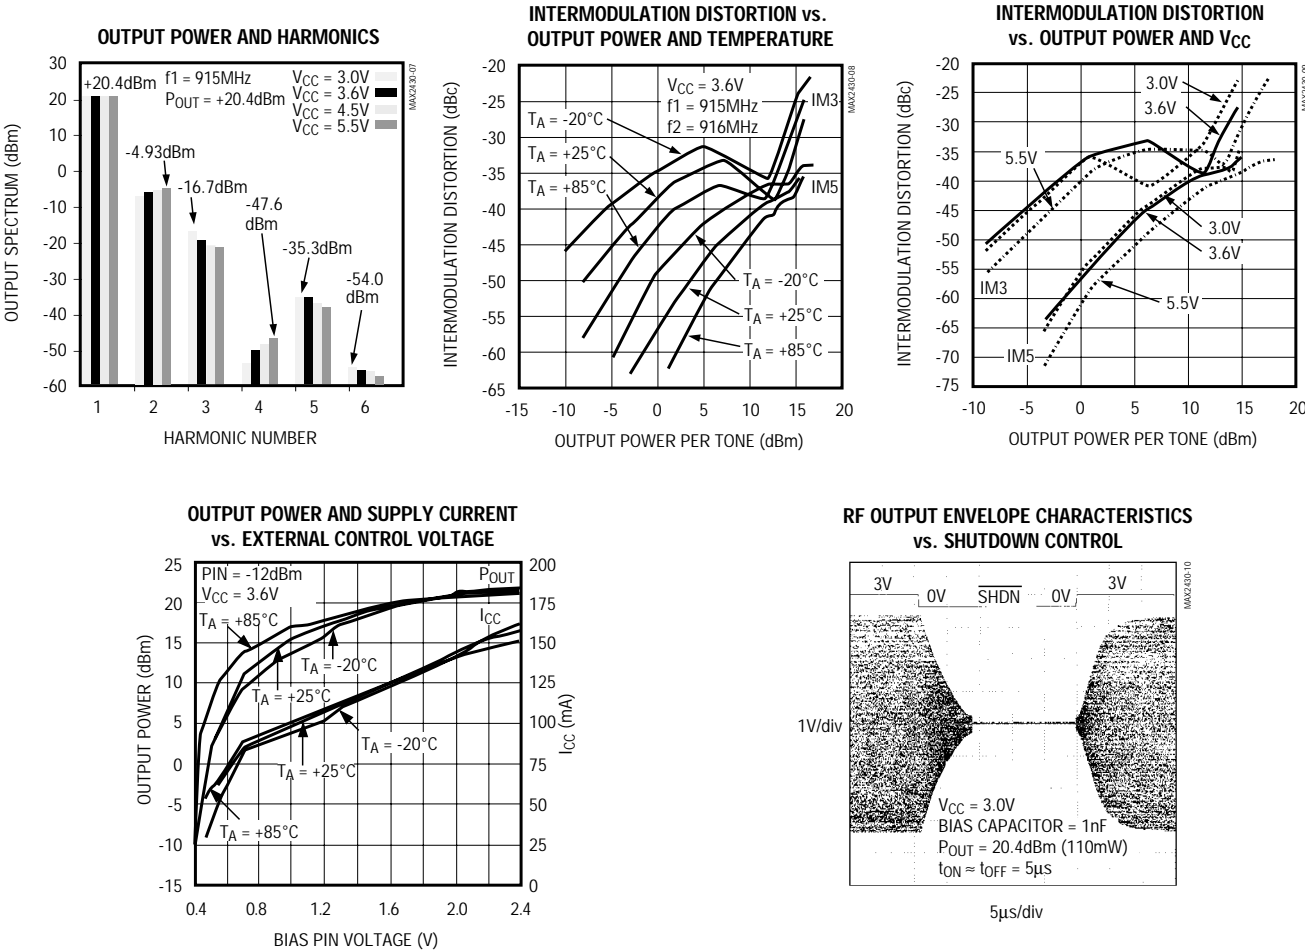 OUTPUT POWER AND HARMONICS
30
20
10
0
-10
-20
-30
-40
-50
-60
OUTPUT SPECTRUM (dBm)
+20.4dBm
f1 = 915MHz
POUT = +20.4dBm
VCC = 3.0V
VCC = 3.6V
VCC = 4.5V
VCC = 5.5V
-4.93dBm
-16.7dBm
-47.6
dBm
-35.3dBm
-54.0
dBm
1 2 3 4 5 6
HARMONIC NUMBER
MAX2430-07
INTERMODULATION DISTORTION vs.
OUTPUT POWER AND TEMPERATURE
-20
-25
-30
-35
-40
-45
-50
-55
-60
-65
INTERMODULATION DISTORTION (dBc)
VCC = 3.6V
f1 = 915MHz
f2 = 916MHz
IM3
TA = -20°C
TA = +25°C
TA = +85°C
IM5
TA = -20°C
TA = +25°C
TA = +85°C
-15 -10 -5 0 5 10 15 20
OUTPUT POWER PER TONE (dBm)
MAX2430-08
INTERMODULATION DISTORTION
vs. OUTPUT POWER AND VCC
-20
-25
-30
-35
-40
-45
-50
-55
-60
-65
-70
-75
INTERMODULATION DISTORTION (dBc)
3.0V
3.6V
5.5V
3.0V
3.6V
IM3
5.5V
IM5
-10 -5 0 5 10 15 20
OUTPUT POWER PER TONE (dBm)
OUTPUT POWER AND SUPPLY CURRENT
vs. EXTERNAL CONTROL VOLTAGE
25
20
15
10
5
0
-5
-10
-15
OUTPUT POWER (dBm)
PIN = -12dBm
VCC = 3.6V
TA = +85°C
POUT
ICC
TA = -20°C
TA = +25°C
TA = -20°C
TA = +25°C
TA = +85°C
200
175
150
125
100
75
50
25
0
ICC (mA)
0.4 0.8 1.2 1.6 2.0 2.4
BIAS PIN VOLTAGE (V)
RF OUTPUT ENVELOPE CHARACTERISTICS
vs. SHUTDOWN CONTROL
3V
0V
SHDN
0V
3V
1V/div
VCC = 3.0V
BIAS CAPACITOR = 1nF
POUT = 20.4dBm (110mW)
tON ≈ tOFF = 5µs
5µs/div
MAX2430-10